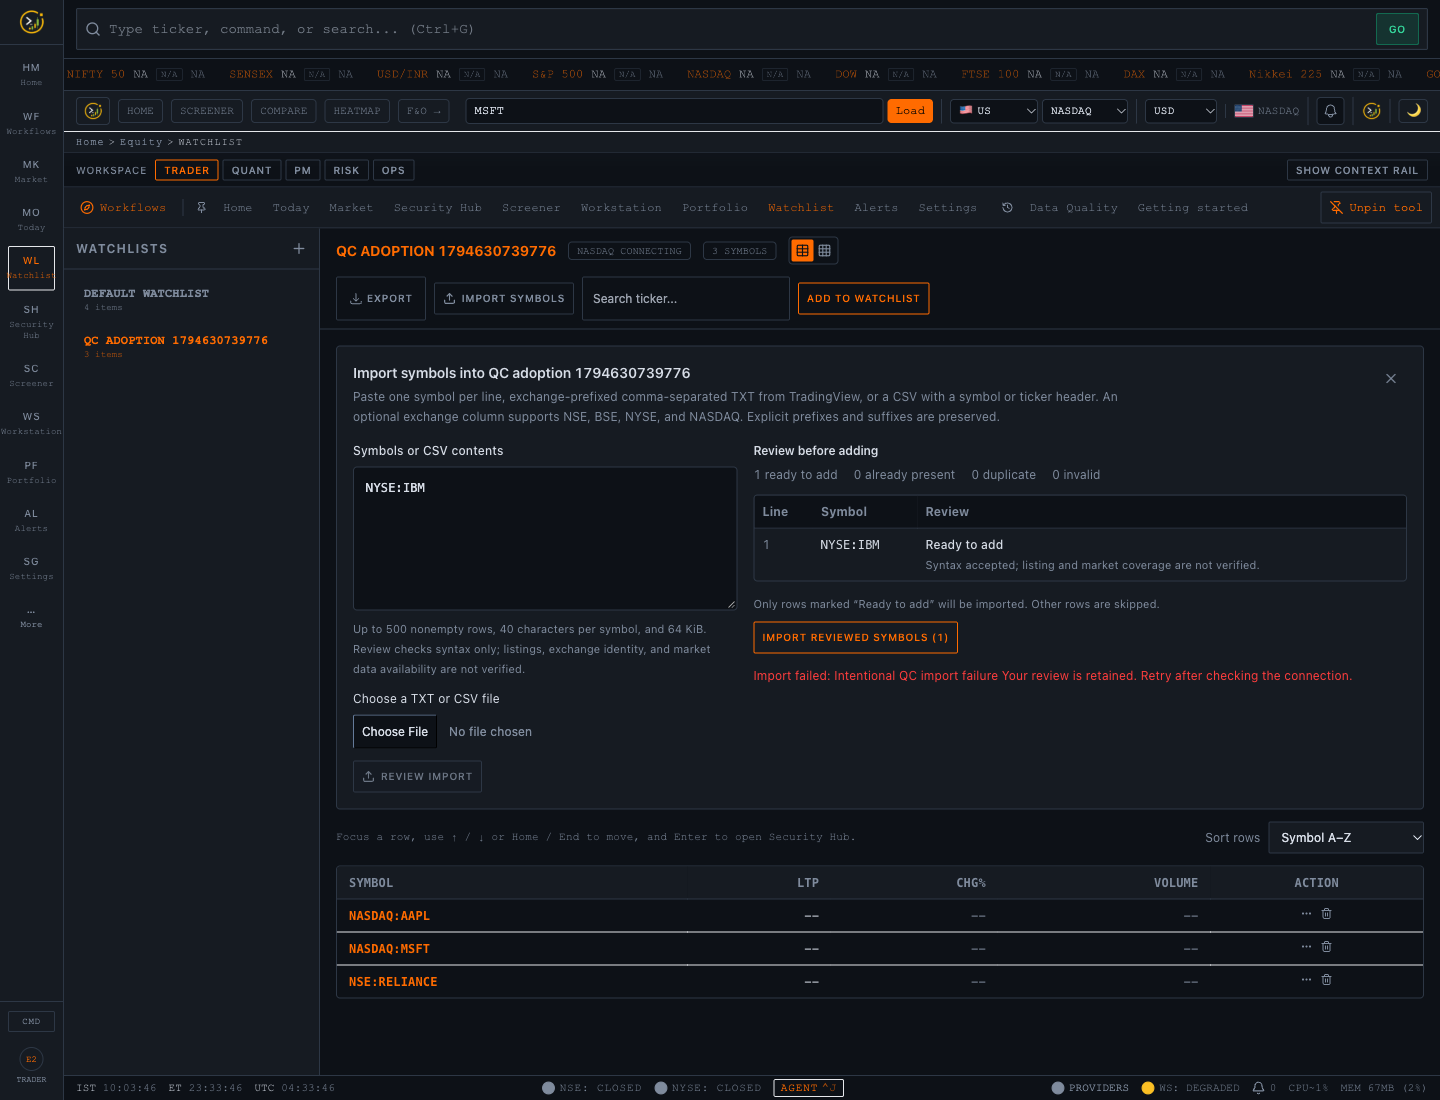 Type ticker, command, or search... (Ctrl+G)
GO
NIFTY 50 NA N/A NA SENSEX NA N/A NA USD/INR NA N/A NA S&P 500 NA N/A NA NASDAQ NA N/A NA DOW NA N/A NA FTSE 100 NA N/A NA DAX NA N/A NA Nikkei 225 NA N/A NA GO
HOME SCREENER COMPARE HEATMAP F&O → MSFT Load US NASDAQ USD NASDAQ
Home > Equity > WATCHLIST
WORKSPACE TRADER QUANT PM RISK OPS SHOW CONTEXT RAIL
Workflows Home Today Market Security Hub Screener Workstation Portfolio Watchlist Alerts Settings Data Quality Getting started Unpin tool
HM
Home
WF
Workflows
MK
Market
MO
Today
WL
Watchlist
SH
Security
Hub
SC
Screener
WS
Workstation
PF
Portfolio
AL
Alerts
SG
Settings
...
More
CMD
E2
TRADER
WATCHLISTS +
DEFAULT WATCHLIST
4 items
QC ADOPTION 1794630739776
3 items
QC ADOPTION 1794630739776 NASDAQ CONNECTING 3 SYMBOLS
EXPORT IMPORT SYMBOLS Search ticker... ADD TO WATCHLIST
Import symbols into QC adoption 1794630739776
Paste one symbol per line, exchange-prefixed comma-separated TXT from TradingView, or a CSV with a symbol or ticker header. An
optional exchange column supports NSE, BSE, NYSE, and NASDAQ. Explicit prefixes and suffixes are preserved.
Symbols or CSV contents
NYSE:IBM
Up to 500 nonempty rows, 40 characters per symbol, and 64 KiB.
Review checks syntax only; listings, exchange identity, and market
data availability are not verified.
Choose a TXT or CSV file
Choose File No file chosen
REVIEW IMPORT
Review before adding
1 ready to add 0 already present 0 duplicate 0 invalid
Line Symbol Review
1 NYSE:IBM Ready to add
Syntax accepted; listing and market coverage are not verified.
Only rows marked “Ready to add” will be imported. Other rows are skipped.
IMPORT REVIEWED SYMBOLS (1)
Import failed: Intentional QC import failure Your review is retained. Retry after checking the connection.
Focus a row, use ↑ / ↓ or Home / End to move, and Enter to open Security Hub.
Sort rows Symbol A–Z
SYMBOL LTP CHG% VOLUME ACTION
NASDAQ:AAPL -- -- -- ...
NASDAQ:MSFT -- -- -- ...
NSE:RELIANCE -- -- -- ...
IST 10:03:46 ET 23:33:46 UTC 04:33:46 NSE: CLOSED NYSE: CLOSED AGENT ^J PROVIDERS WS: DEGRADED 0 CPU~1% MEM 67MB (2%)